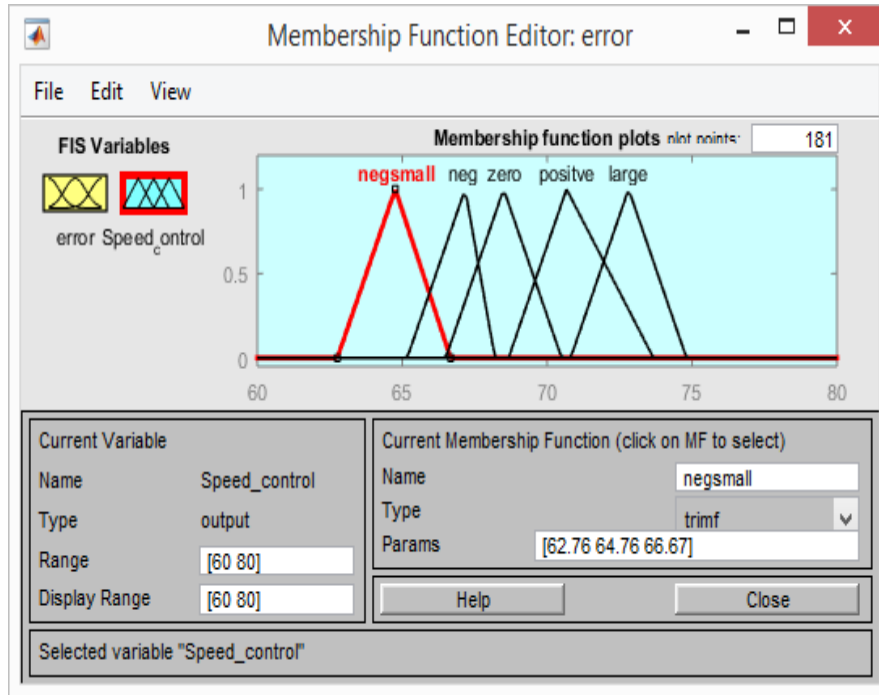 Membership Function Editor: error
File Edit View
FIS Variables
error Speed_control
Membership function plots plot points: 181
negsmall neg zero positve large
1
0.5
0
60 65 70 75 80
Current Variable
Name Speed_control
Type output
Range [60 80]
Display Range [60 80]
Current Membership Function (click on MF to select)
Name negsmall
Type trimf
Params [62.76 64.76 66.67]
Help Close
Selected variable "Speed_control"